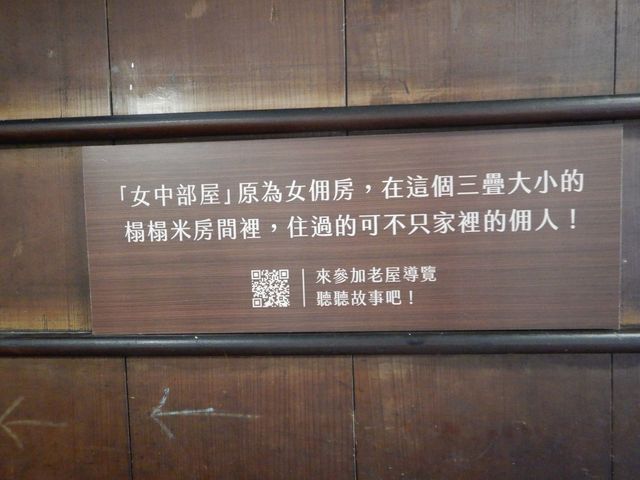 「女中部屋」原為女佣房，在這個三疊大小的
榻榻米房間裡，住過的可不只家裡的佣人！
來參加老屋導覽
聽聽故事吧！